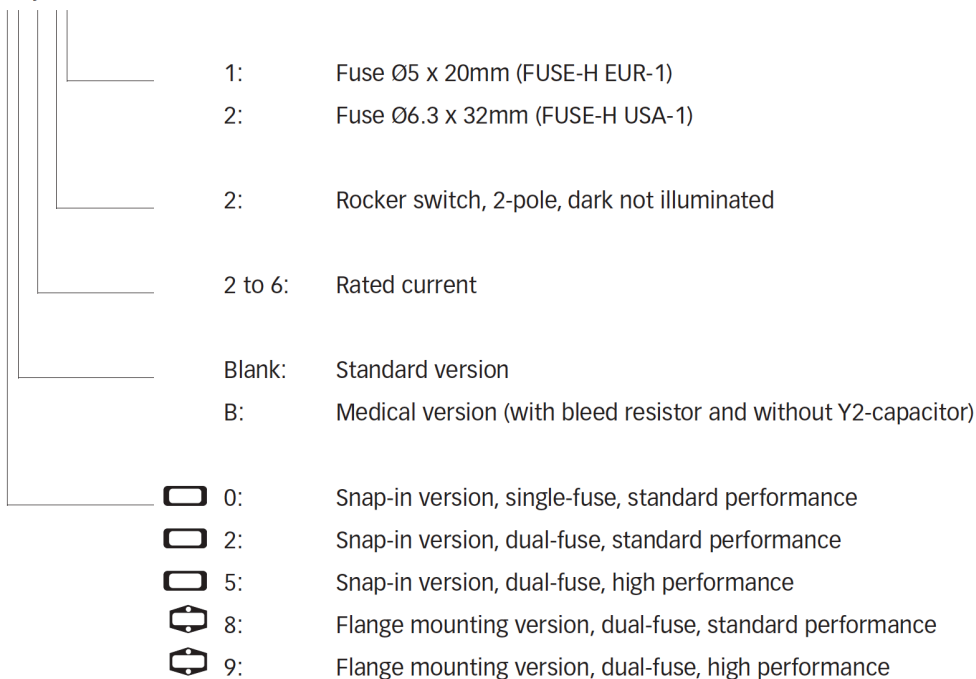 1: Fuse Ø5 x 20mm (FUSE-H EUR-1)
2: Fuse Ø6.3 x 32mm (FUSE-H USA-1)
2: Rocker switch, 2-pole, dark not illuminated
2 to 6: Rated current
Blank: Standard version
B: Medical version (with bleed resistor and without Y2-capacitor)
0: Snap-in version, single-fuse, standard performance
2: Snap-in version, dual-fuse, standard performance
5: Snap-in version, dual-fuse, high performance
8: Flange mounting version, dual-fuse, standard performance
9: Flange mounting version, dual-fuse, high performance